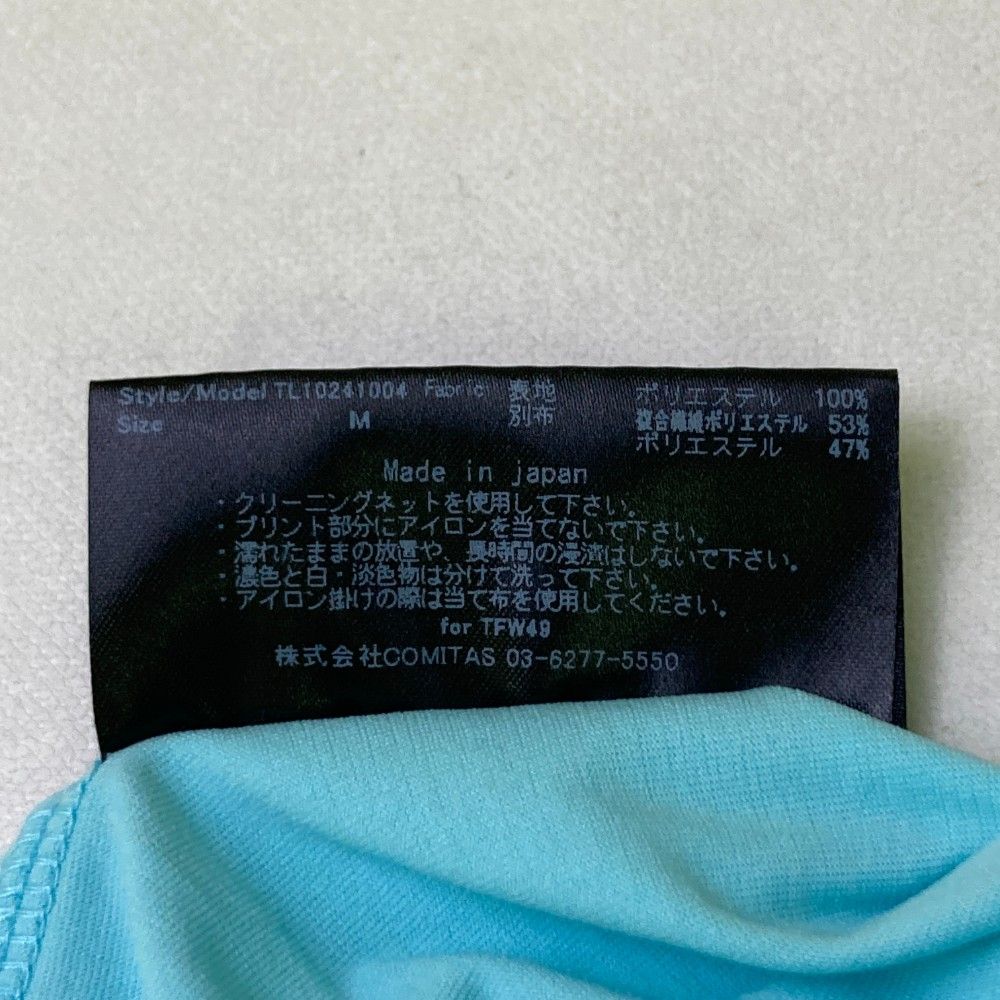 Style/Model TL10241004 Fabric 表地 ポリエステル 100%
Size M 別布 複合繊維ポリエステル 53%
ポリエステル 47%
Made in japan
・クリーニングネットを使用して下さい。
・プリント部分にアイロンを当てないで下さい。
・濡れたままの放置や、長時間の浸漬はしないで下さい。
・濃色と白・淡色物は分けて洗って下さい。
・アイロン掛けの際は当て布を使用してください。
for TFW49
株式会社COMITAS 03-6277-5550